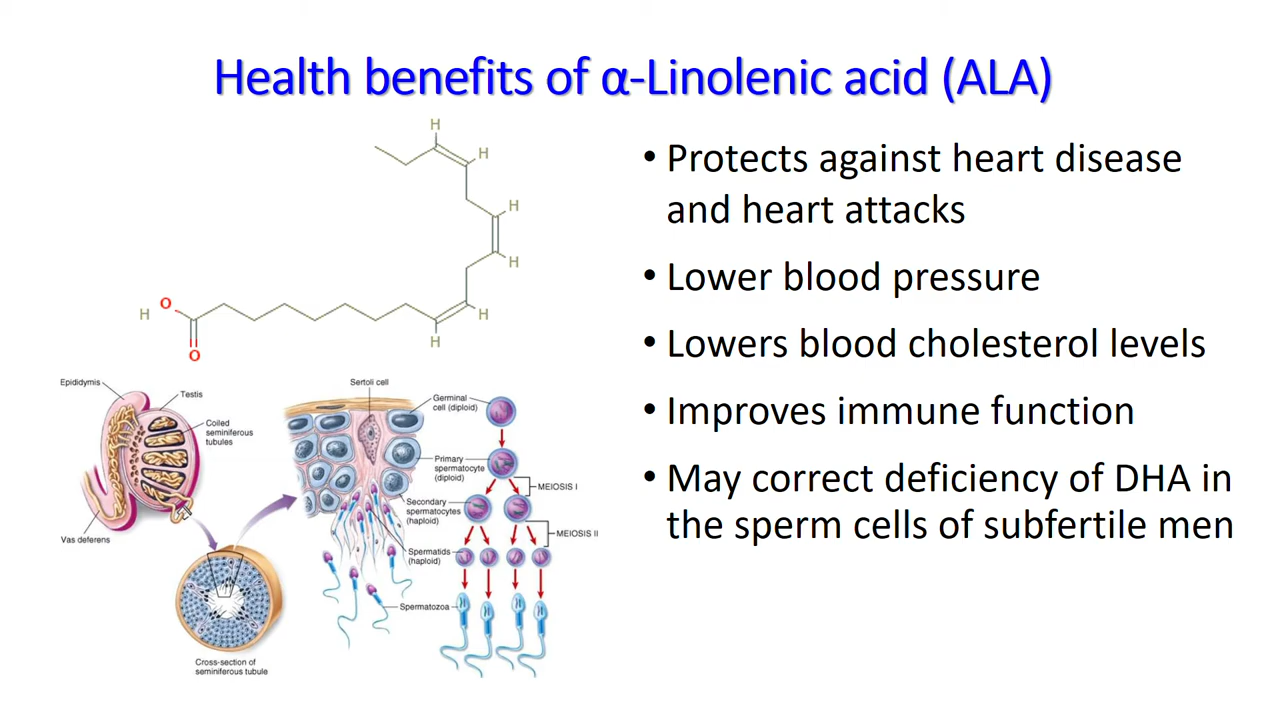 Health benefits of α-Linolenic acid (ALA)
H
H
H
H
H
H
H
O
O
• Protects against heart disease
and heart attacks
• Lower blood pressure
• Lowers blood cholesterol levels
• Improves immune function
• May correct deficiency of DHA in
the sperm cells of subfertile men
Epididymis
Testis
Coiled
seminiferous
tubules
Vas deferens
Cross-section of
seminiferous tubule
Sertoli cell
Germinal
cell (diploid)
Primary
spermatocyte
(diploid)
MEIOSIS I
Secondary
spermatocytes
(haploid)
MEIOSIS II
Spermatids
(haploid)
Spermatozoa